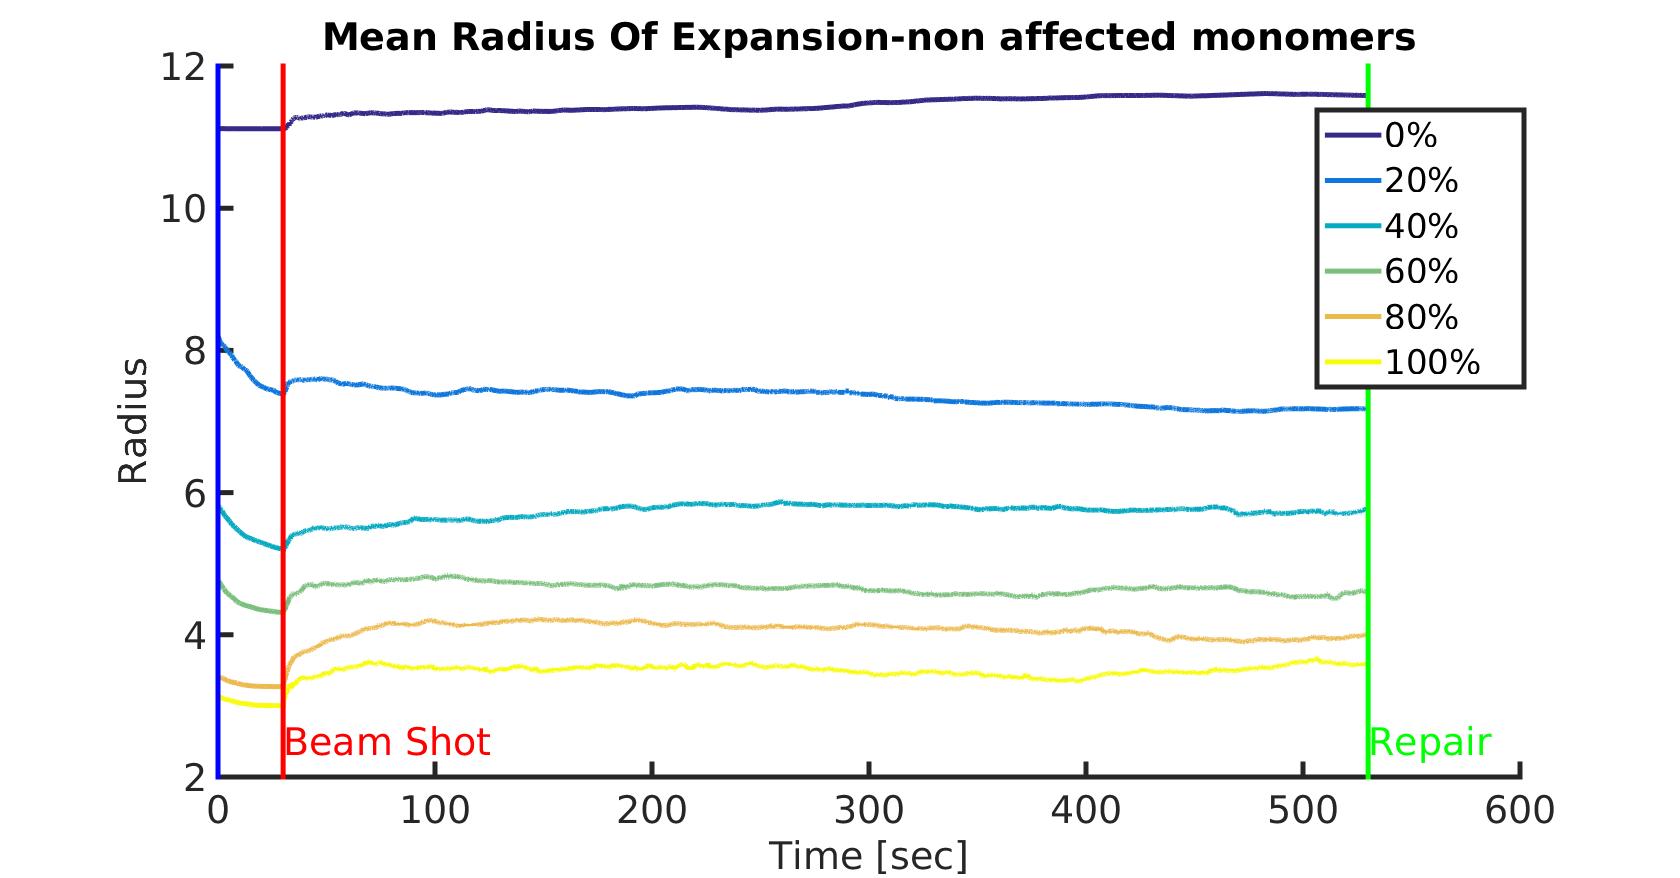 Mean Radius Of Expansion-non affected monomers
12
10
8
6
4
2
Radius
0%
20%
40%
60%
80%
100%
Beam Shot
Repair
0 100 200 300 400 500 600
Time [sec]